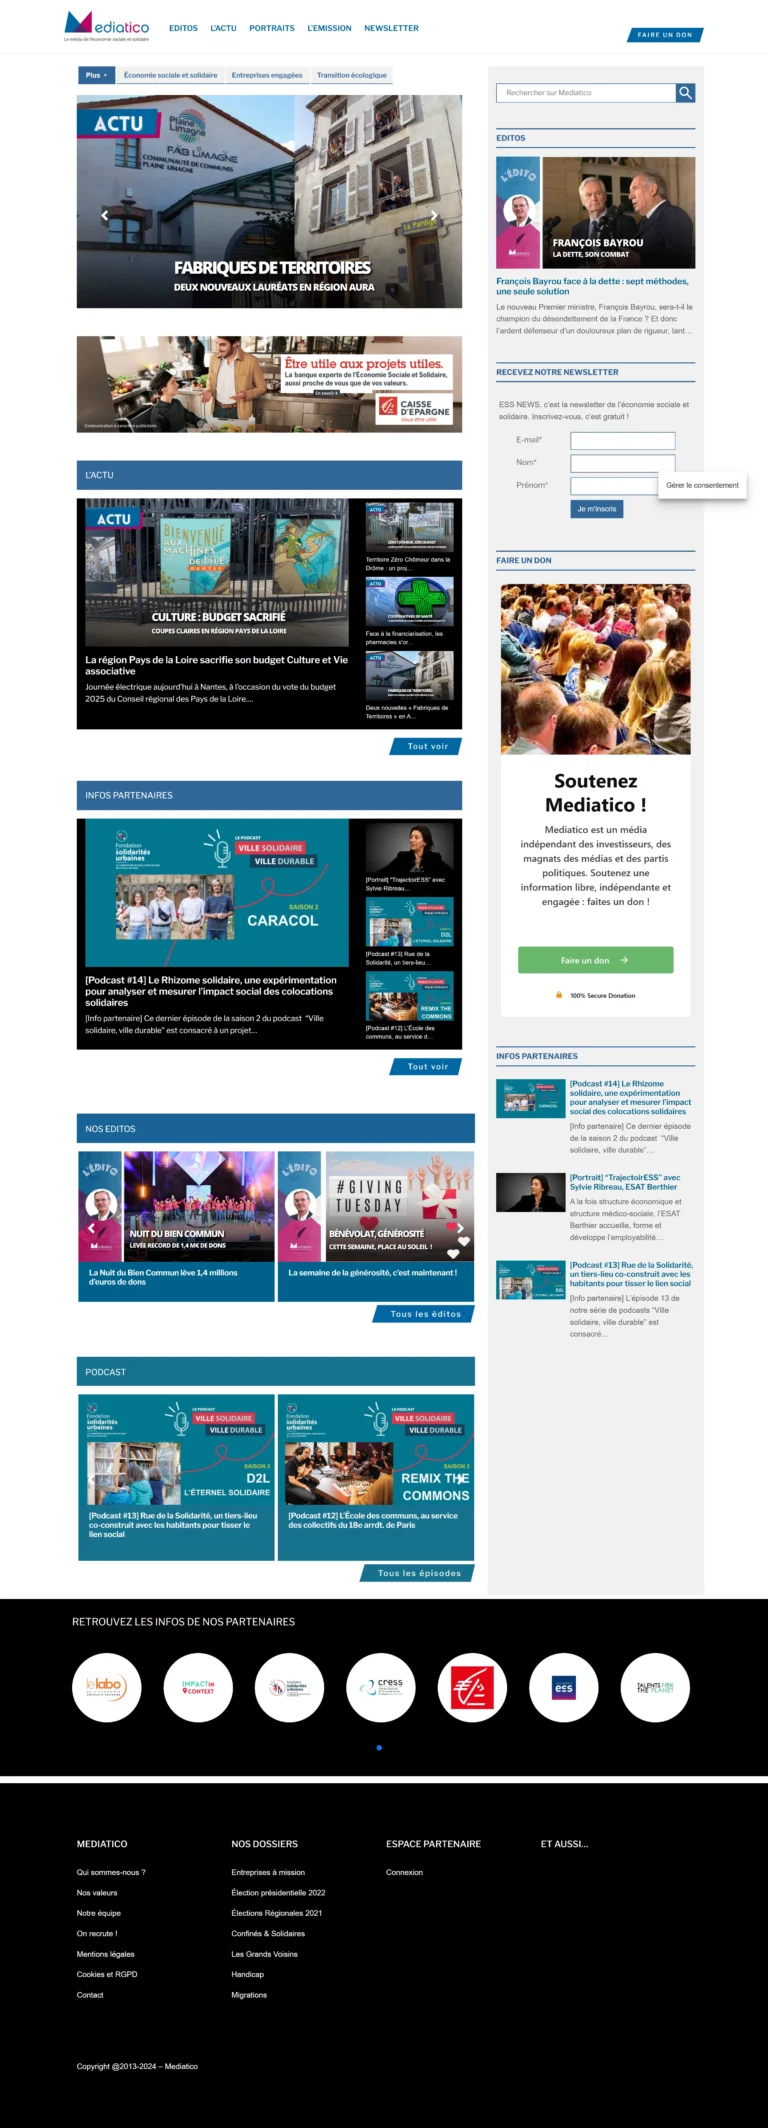 Mediatico
Le média de l'économie sociale et solidaire
EDITOS
L'ACTU
PORTRAITS
L'EMISSION
NEWSLETTER
FAIRE UN DON
Plus
Économie sociale et solidaire
Entreprises engagées
Transition écologique
ACTU
Plaine Limagne
FAB LIMAGNE
COMMUNAUTÉ DE COMMUNES
PLAINE LIMAGNE
FABRIQUES DE TERRITOIRES
DEUX NOUVEAUX LAURÉATS EN RÉGION AURA
Être utile aux projets utiles.
La banque experte de l'Économie Sociale et Solidaire,
aussi proche de vous que de vos valeurs.
En savoir +
CAISSE
D'EPARGNE
Vous être utile.
Communication à caractère publicitaire.
L'ACTU
ACTU
BIENVENUE
AUX
MACHINES
DE L'ÎLE
NANTES
CULTURE : BUDGET SACRIFIÉ
COUPES CLAIRES EN RÉGION PAYS DE LA LOIRE
La région Pays de la Loire sacrifie son budget Culture et Vie
associative
Journée électrique aujourd'hui à Nantes, à l'occasion du vote du budget
2025 du Conseil régional des Pays de la Loire....
Territoire Zéro Chômeur dans la
Drôme : un proj...
ACTU
Face à la financiarisation, les
pharmacies s'or...
ACTU
FABRIQUES DE TERRITOIRES
Deux nouvelles « Fabriques de
Territoires » en A...
Tout voir
INFOS PARTENAIRES
Fondation
solidarités
urbaines
LE PODCAST
VILLE SOLIDAIRE
VILLE DURABLE
SAISON 2
CARACOL
[Podcast #14] Le Rhizome solidaire, une expérimentation
pour analyser et mesurer l'impact social des colocations
solidaires
[Info partenaire] Ce dernier épisode de la saison 2 du podcast "Ville
solidaire, ville durable" est consacré à un projet...
[Portrait] "TrajectoirESS" avec
Sylvie Ribreau...
D2L
L'ÉTERNEL SOLIDAIRE
[Podcast #13] Rue de la
Solidarité, un tiers-lieu...
REMIX THE
COMMONS
[Podcast #12] L'École des
communs, au service d...
Tout voir
NOS EDITOS
L'ÉDITO
NUIT DU BIEN COMMUN
LEVÉE RECORD DE 1,4 M€ DE DONS
La Nuit du Bien Commun lève 1,4 millions
d'euros de dons
L'ÉDITO
#GIVING
TUESDAY
BÉNÉVOLAT, GÉNÉROSITÉ
CETTE SEMAINE, PLACE AU SOLEIL !
La semaine de la générosité, c'est maintenant !
Tous les éditos
PODCAST
Fondation
solidarités
urbaines
LE PODCAST
VILLE SOLIDAIRE
VILLE DURABLE
SAISON 2
D2L
L'ÉTERNEL SOLIDAIRE
[Podcast #13] Rue de la Solidarité, un tiers-lieu
co-construit avec les habitants pour tisser le
lien social
Fondation
solidarités
urbaines
LE PODCAST
VILLE SOLIDAIRE
VILLE DURABLE
SAISON 2
REMIX THE
COMMONS
[Podcast #12] L'École des communs, au service
des collectifs du 18e arrdt. de Paris
Tous les épisodes
Rechercher sur Mediatico
EDITOS
L'ÉDITO
FRANÇOIS BAYROU
LA DETTE, SON COMBAT
François Bayrou face à la dette : sept méthodes,
une seule solution
Le nouveau Premier ministre, François Bayrou, sera-t-il le
champion du désendettement de la France ? Et donc
l'ardent défenseur d'un douloureux plan de rigueur, tant...
RECEVEZ NOTRE NEWSLETTER
ESS NEWS, c'est la newsletter de l'économie sociale et
solidaire. Inscrivez-vous, c'est gratuit !
E-mail*
Nom*
Prénom*
Gérer le consentement
Je m'inscris
FAIRE UN DON
Soutenez
Mediatico !
Mediatico est un média
indépendant des investisseurs, des
magnats des médias et des partis
politiques. Soutenez une
information libre, indépendante et
engagée : faites un don !
Faire un don
100% Secure Donation
INFOS PARTENAIRES
CARACOL
[Podcast #14] Le Rhizome
solidaire, une expérimentation
pour analyser et mesurer l'impact
social des colocations solidaires
[Info partenaire] Ce dernier épisode
de la saison 2 du podcast "Ville
solidaire, ville durable"...
[Portrait] "TrajectoirESS" avec
Sylvie Ribreau, ESAT Berthier
A la fois structure économique et
structure médico-sociale, l'ESAT
Berthier accueille, forme et
développe l'employabilité...
[Podcast #13] Rue de la Solidarité,
un tiers-lieu co-construit avec les
habitants pour tisser le lien social
[Info partenaire] L'épisode 13 de
notre série de podcasts "Ville
solidaire, ville durable" est
consacré...
RETROUVEZ LES INFOS DE NOS PARTENAIRES
le labo
IMPACT IN
CONTEXT
cress
ess
TALENTS FOR
THE PLANET
MEDIATICO
Qui sommes-nous ?
Nos valeurs
Notre équipe
On recrute !
Mentions légales
Cookies et RGPD
Contact
NOS DOSSIERS
Entreprises à mission
Élection présidentielle 2022
Élections Régionales 2021
Confinés & Solidaires
Les Grands Voisins
Handicap
Migrations
ESPACE PARTENAIRE
Connexion
ET AUSSI...
Copyright @2013-2024 – Mediatico